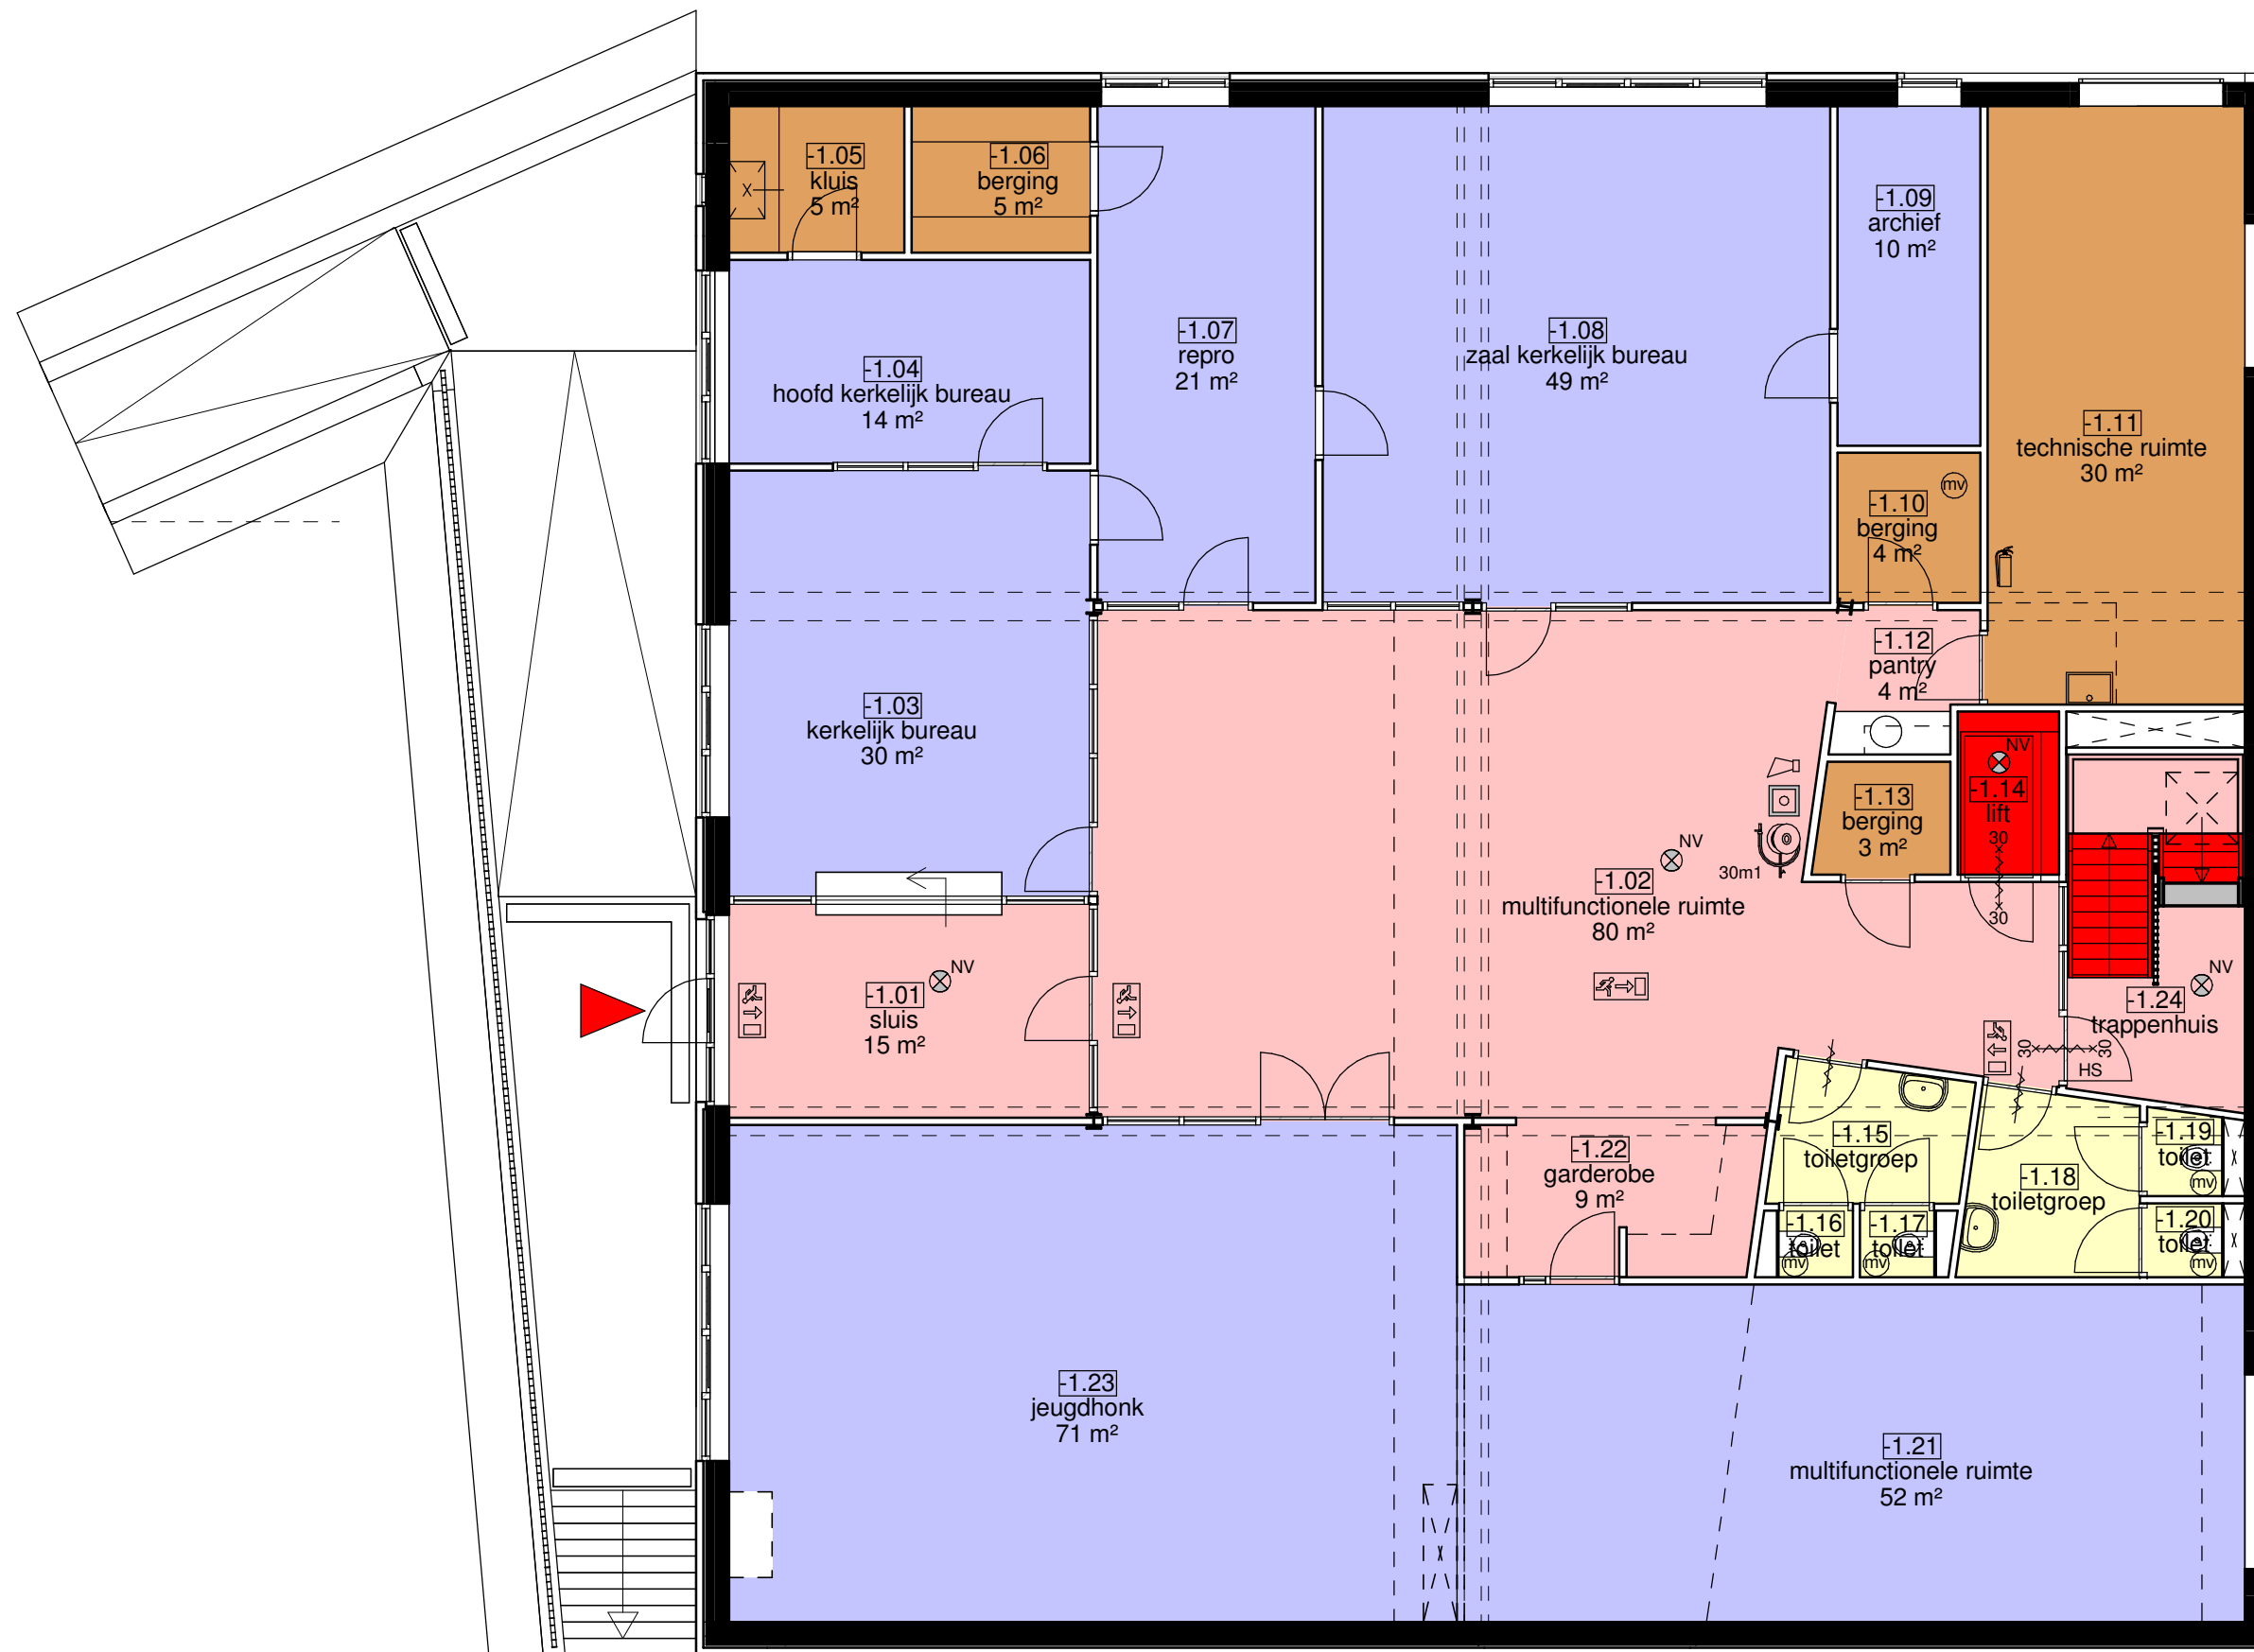 -1.05
kluis
5 m²
-1.06
berging
5 m²
-1.09
archief
10 m²
-1.07
repro
21 m²
-1.08
zaal kerkelijk bureau
49 m²
-1.04
hoofd kerkelijk bureau
14 m²
-1.11
technische ruimte
30 m²
mv
-1.10
berging
4 m²
-1.12
pantry
4 m²
-1.03
kerkelijk bureau
30 m²
NV
-1.14
lift
30
30
-1.13
berging
3 m²
NV
30m1
-1.02
multifunctionele ruimte
80 m²
NV
-1.01
sluis
15 m²
NV
-1.24
trappenhuis
30
30
HS
-1.15
toiletgroep
-1.19
toilet
mv
-1.22
garderobe
9 m²
-1.18
toiletgroep
-1.16
toilet
mv
-1.17
toilet
mv
-1.20
toilet
mv
-1.23
jeugdhonk
71 m²
-1.21
multifunctionele ruimte
52 m²